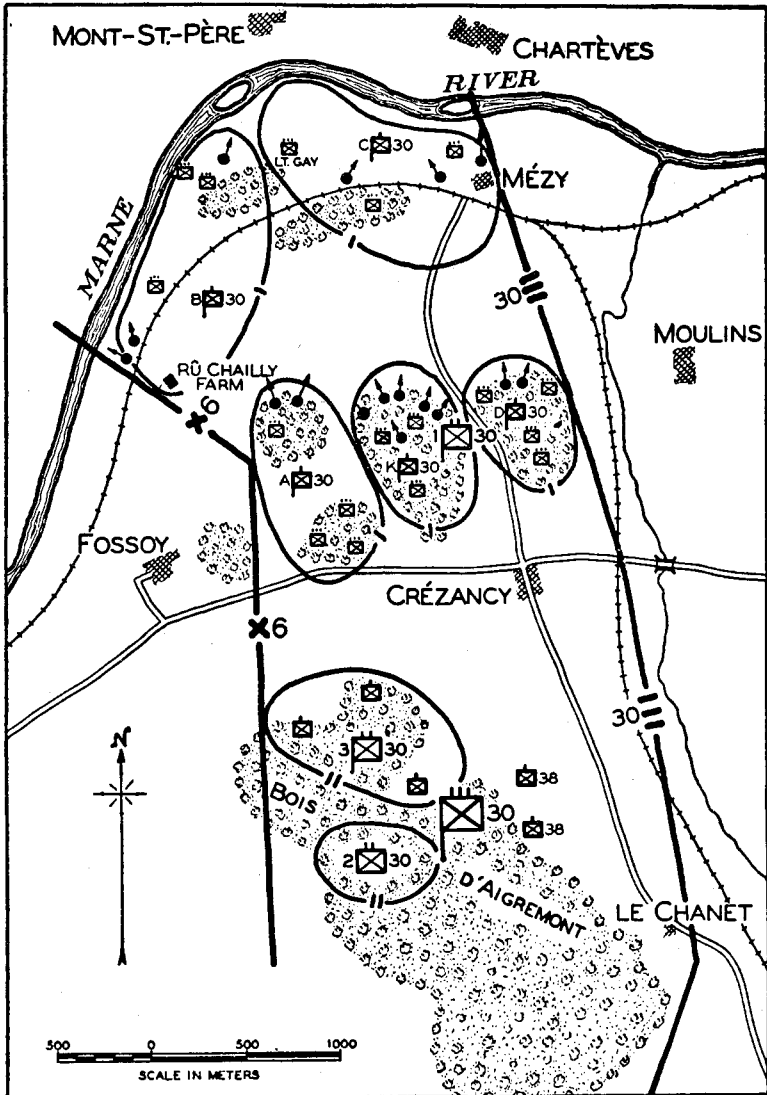 MONT-ST.-PÈRE
CHARTÈVES
RIVER
C 30
LT. GAY
MÉZY
MARNE
30
B 30
MOULINS
RÛ CHAILLY
FARM
6
D 30
1 30
K 30
A 30
FOSSOY
CRÉZANCY
6
30
3 30
N
38
BOIS
30
38
2 30
D'AIGREMONT
LE CHANET
500 0 500 1000
SCALE IN METERS